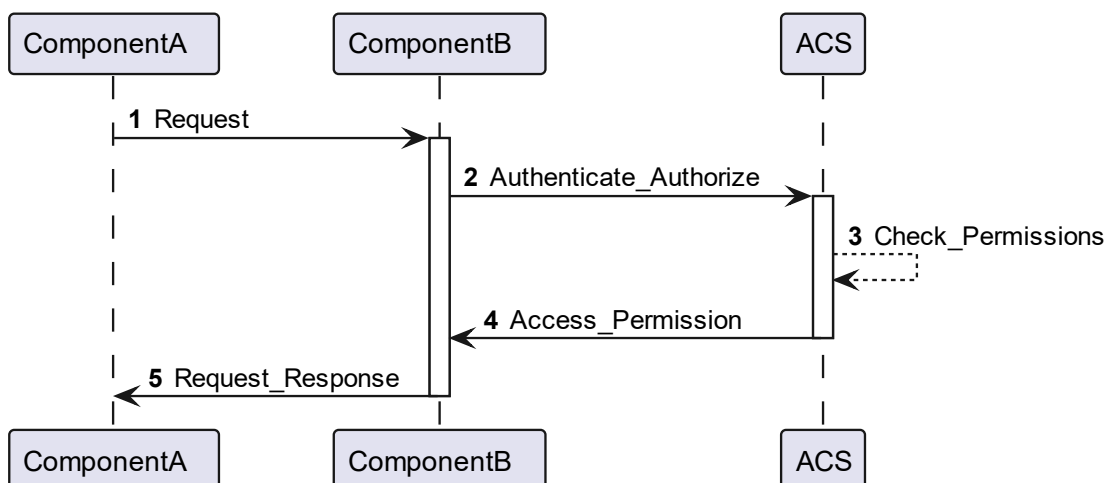 ComponentA ComponentB ACS
1 Request
2 Authenticate_Authorize
3 Check_Permissions
4 Access_Permission
5 Request_Response
ComponentA ComponentB ACS